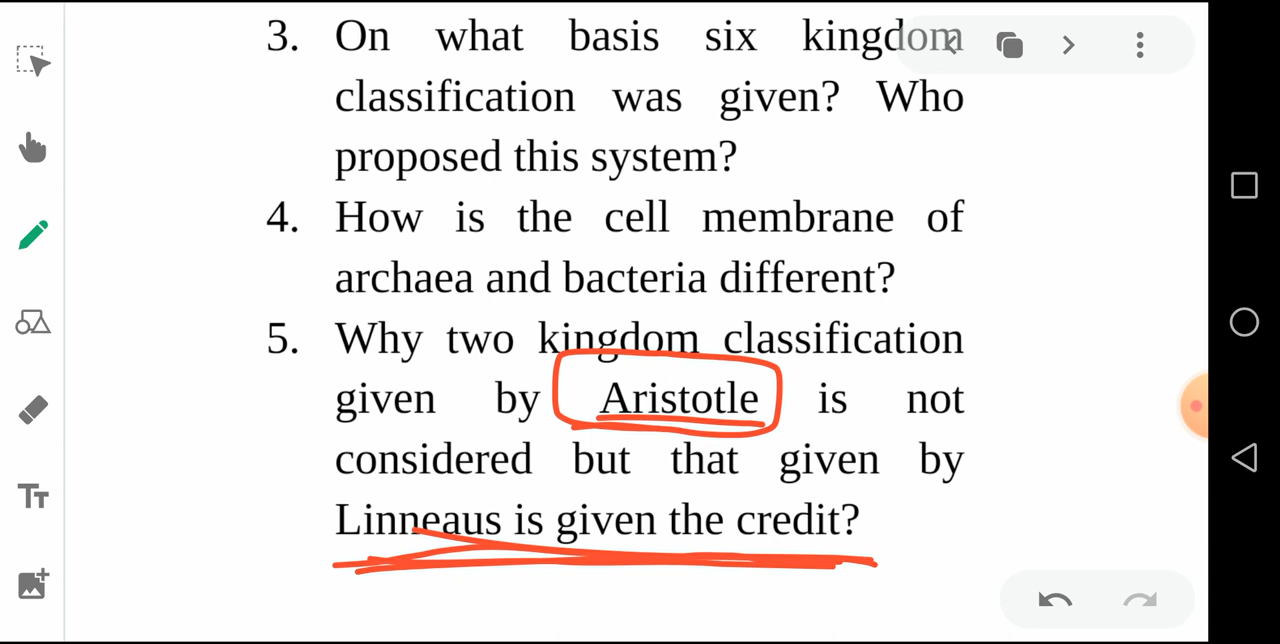 3. On what basis six kingdom
classification was given? Who
proposed this system?
4. How is the cell membrane of
archaea and bacteria different?
5. Why two kingdom classification
given by Aristotle is not
considered but that given by
Linneaus is given the credit?
TT